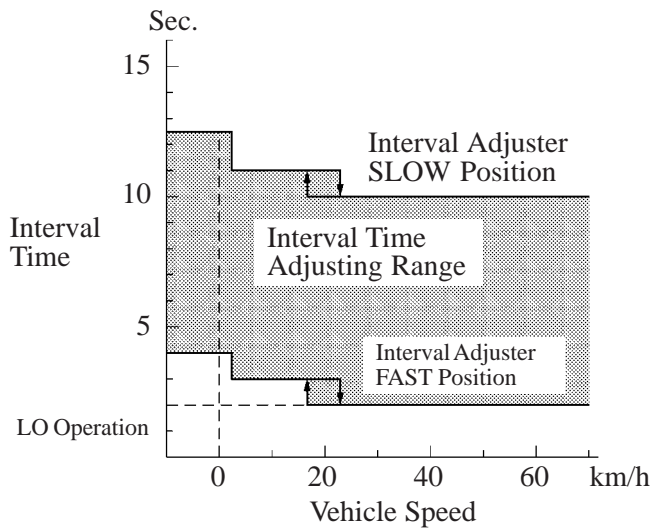 Sec.
15
10
5
Interval
Time
Interval Adjuster
SLOW Position
Interval Time
Adjusting Range
Interval Adjuster
FAST Position
LO Operation
0 20 40 60 km/h
Vehicle Speed